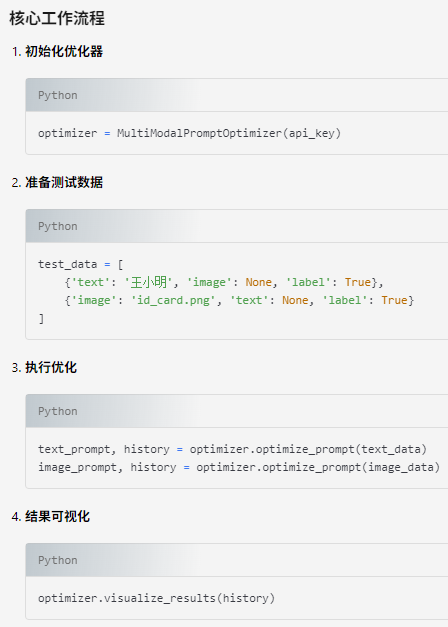 核心工作流程
1. 初始化优化器
Python
optimizer = MultiModalPromptOptimizer(api_key)
2. 准备测试数据
Python
test_data = [
    {'text': '王小明', 'image': None, 'label': True},
    {'image': 'id_card.png', 'text': None, 'label': True}
]
3. 执行优化
Python
text_prompt, history = optimizer.optimize_prompt(text_data)
image_prompt, history = optimizer.optimize_prompt(image_data)
4. 结果可视化
Python
optimizer.visualize_results(history)